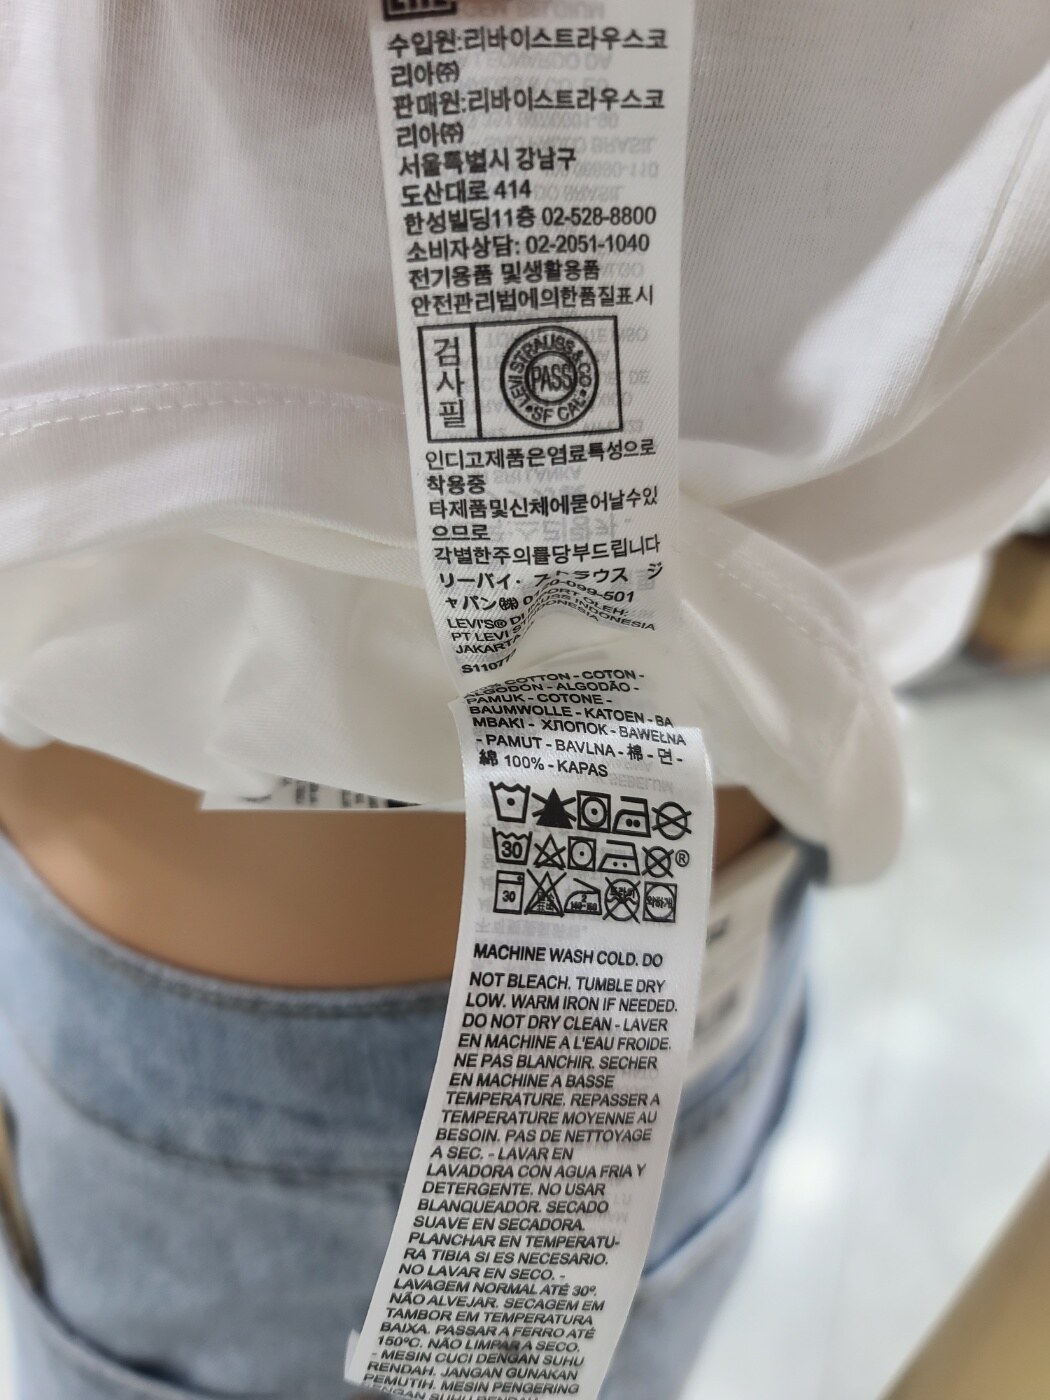 수입원:리바이스트라우스코
리아㈜
판매원:리바이스트라우스코
리아㈜
서울특별시 강남구
도산대로 414
한성빌딩11층 02-528-8800
소비자상담: 02-2051-1040
전기용품 및생활용품
안전관리법에의한품질표시
검
사
필
LEVI STRAUSS & CO
PASS
SF CAL
인디고제품은염료특성으로
착용중
타제품및신체에묻어날수있
으므로
각별한주의를당부드립니다
リーバイ・ストラウス ジ
ャパン㈱
LEVI'S®
PT LEVI INDONESIA
JAKARTA
COTTON - COTON -
ALGODÓN - ALGODÃO -
PAMUK - COTONE -
BAUMWOLLE - KATOEN - BA
MBAKI - ХЛОПОК - BAWEŁNA
- PAMUT - BAVLNA - 棉 - 면 -
綿 100% - KAPAS
30
®
30
MACHINE WASH COLD. DO
NOT BLEACH. TUMBLE DRY
LOW. WARM IRON IF NEEDED.
DO NOT DRY CLEAN - LAVER
EN MACHINE A L'EAU FROIDE.
NE PAS BLANCHIR. SECHER
EN MACHINE A BASSE
TEMPERATURE. REPASSER A
TEMPERATURE MOYENNE AU
BESOIN. PAS DE NETTOYAGE
A SEC. - LAVAR EN
LAVADORA CON AGUA FRIA Y
DETERGENTE. NO USAR
BLANQUEADOR. SECADO
SUAVE EN SECADORA.
PLANCHAR EN TEMPERATU-
RA TIBIA SI ES NECESARIO.
NO LAVAR EN SECO. -
LAVAGEM NORMAL ATÉ 30º.
NÃO ALVEJAR. SECAGEM EM
TAMBOR EM TEMPERATURA
BAIXA. PASSAR A FERRO ATÉ
150ºC. NÃO LIMPAR A SECO.
- MESIN CUCI DENGAN SUHU
RENDAH. JANGAN GUNAKAN
PEMUTIH. MESIN PENGERING
DENGAN SUHU RENDAH